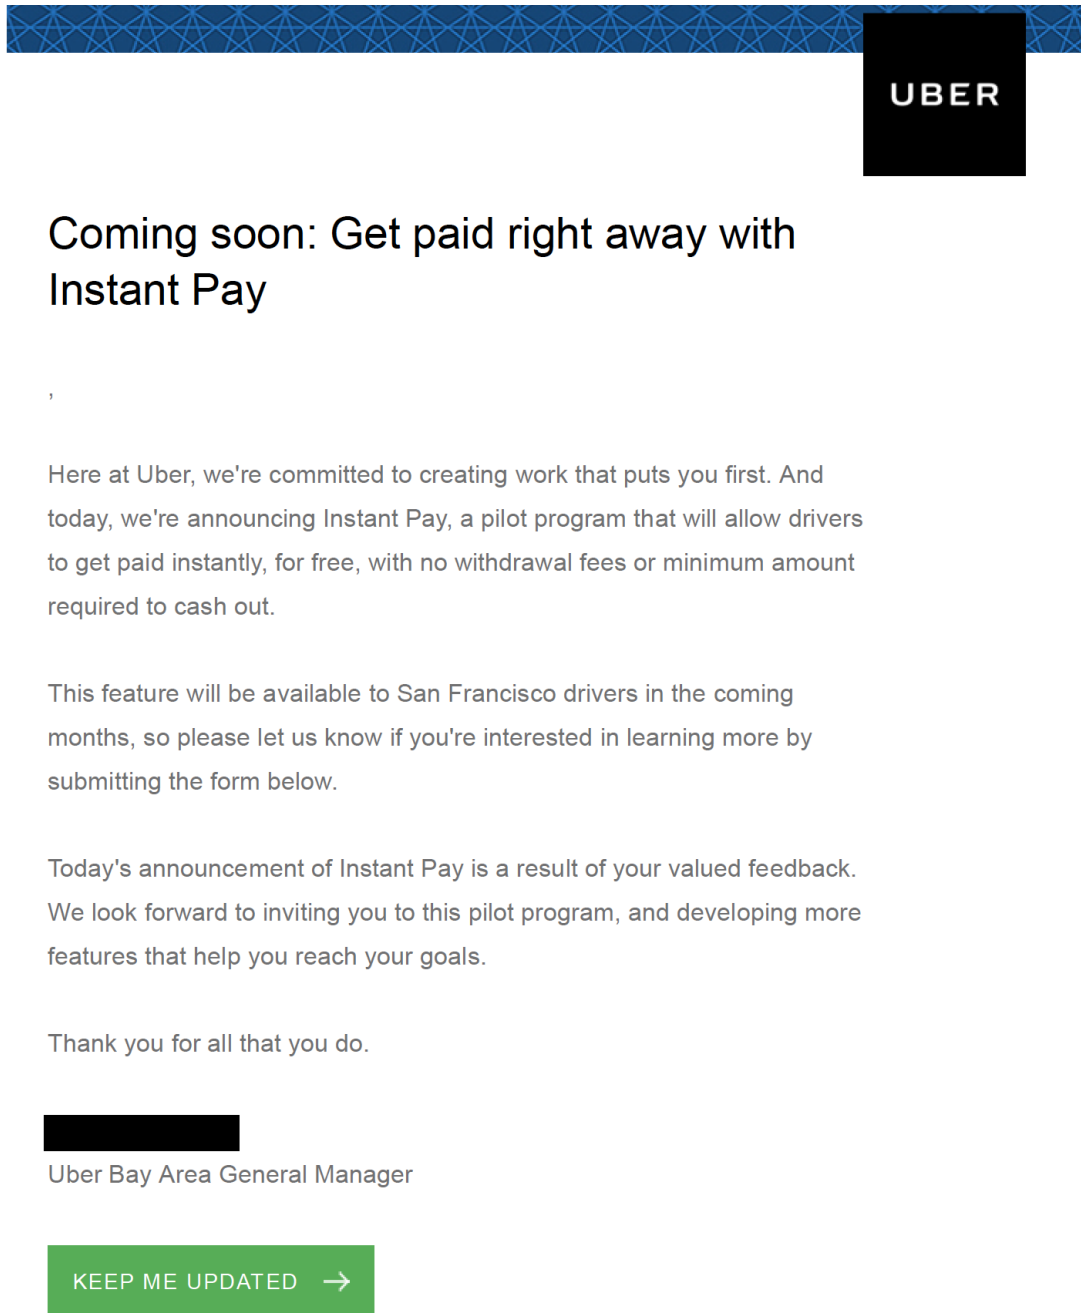 UBER
Coming soon: Get paid right away with
Instant Pay
,
Here at Uber, we're committed to creating work that puts you first. And
today, we're announcing Instant Pay, a pilot program that will allow drivers
to get paid instantly, for free, with no withdrawal fees or minimum amount
required to cash out.
This feature will be available to San Francisco drivers in the coming
months, so please let us know if you're interested in learning more by
submitting the form below.
Today's announcement of Instant Pay is a result of your valued feedback.
We look forward to inviting you to this pilot program, and developing more
features that help you reach your goals.
Thank you for all that you do.
Uber Bay Area General Manager
KEEP ME UPDATED →